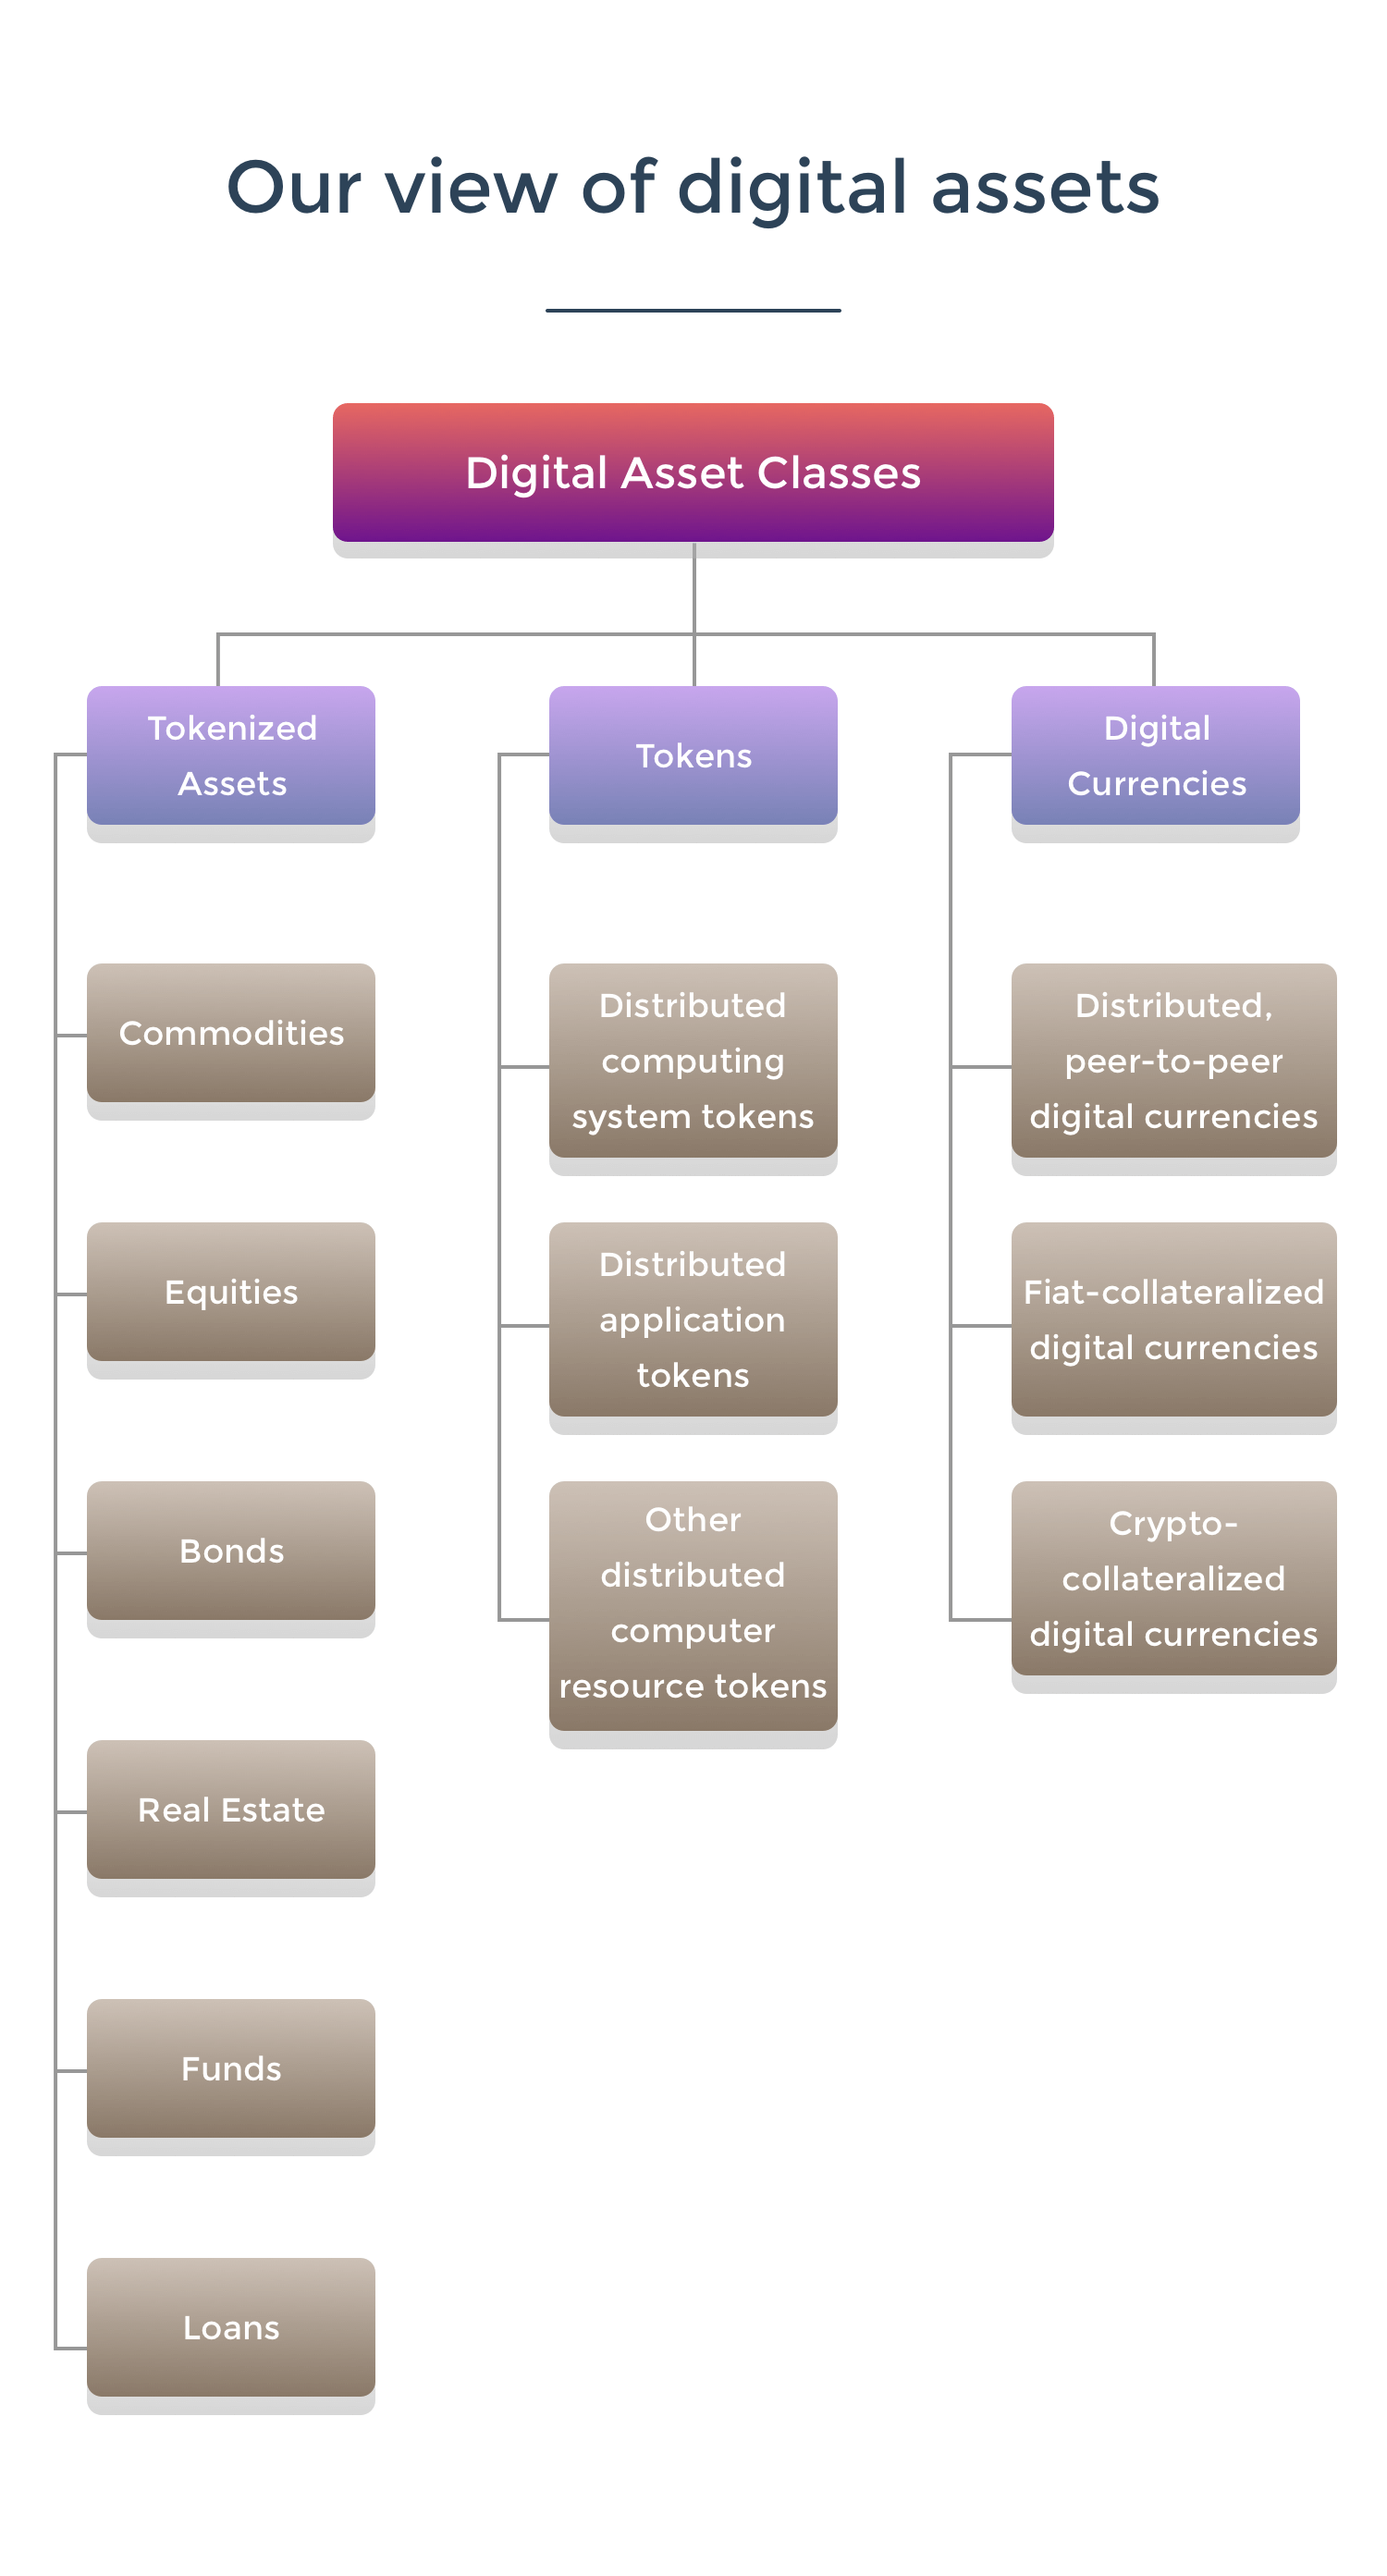 Our view of digital assets
Digital Asset Classes
Tokenized
Assets
Commodities
Equities
Bonds
Real Estate
Funds
Loans
Tokens
Distributed
computing
system tokens
Distributed
application
tokens
Other
distributed
computer
resource tokens
Digital
Currencies
Distributed,
peer-to-peer
digital currencies
Fiat-collateralized
digital currencies
Crypto-
collateralized
digital currencies